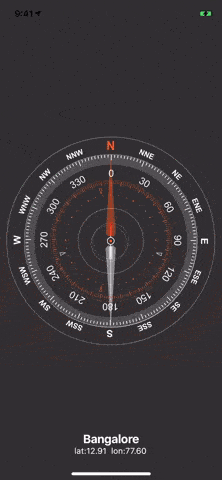 9:41
N
NNW
NNE
NW
NE
WNW
ENE
W
E
WSW
ESE
SW
SE
SSW
SSE
S
0
330
30
300
60
270
90
240
120
210
150
180
Bangalore
lat:12.91 lon:77.60